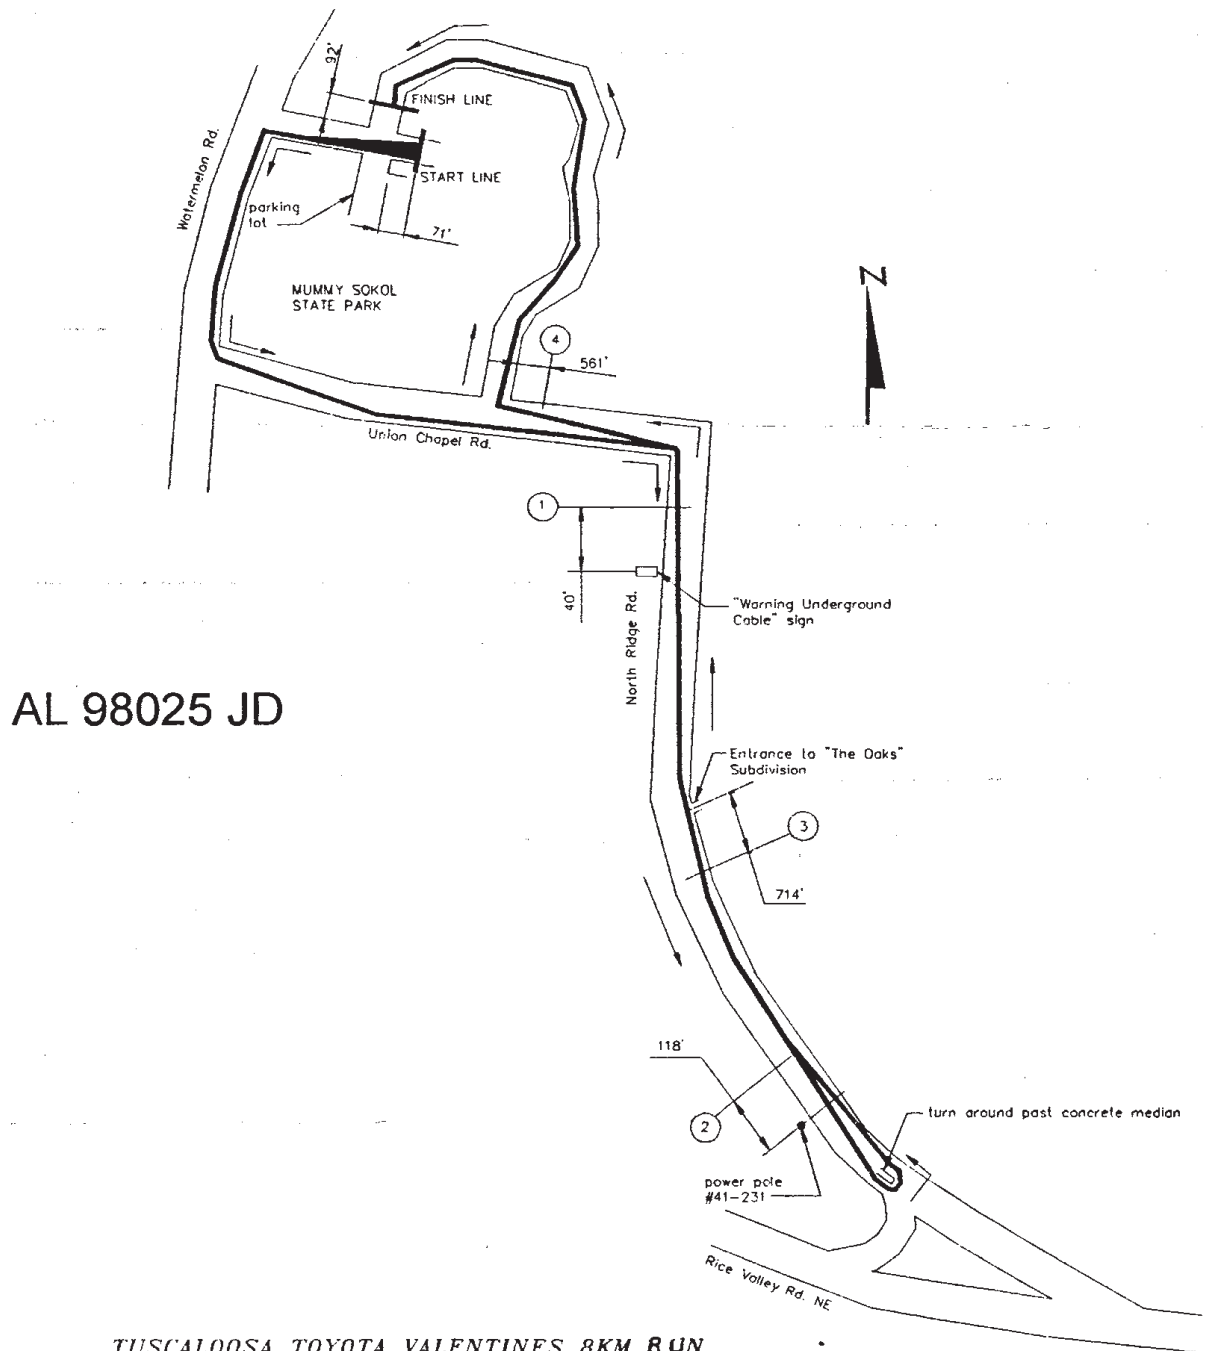 92'
FINISH LINE
Watermelon Rd.
START LINE
parking
lot
71'
MUMMY SOKOL
STATE PARK
N
4
561'
Union Chapel Rd.
1
40'
"Warning Underground
Cable" sign
North Ridge Rd.
AL 98025 JD
Entrance to "The Oaks"
Subdivision
3
714'
118'
2
turn around past concrete median
power pole
#41-231
Rice Valley Rd. NE
TUSCALOOSA TOYOTA VALENTINES 8KM RUN